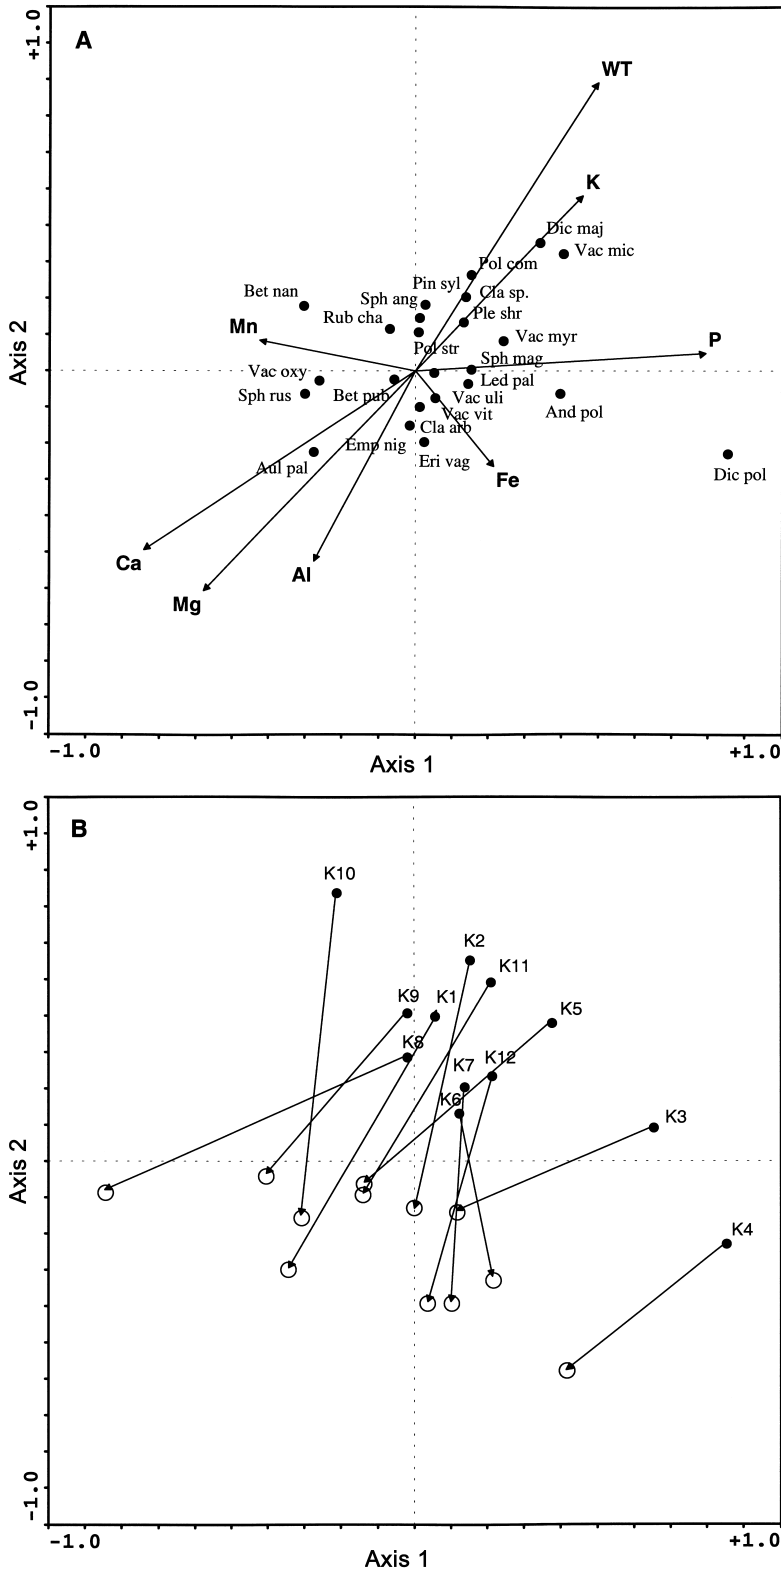 +1.0
A
WT
K
Dic maj
Vac mic
Pol com
Pin syl
Cla sp.
Bet nan
Sph ang
Ple shr
Rub cha
Mn
Vac myr
P
Pol str
Sph mag
Axis 2
Vac oxy
Led pal
Sph rus
Bet pub
Vac uli
And pol
Vac vit
Cla arb
Emp nig
Eri vag
Aul pal
Dic pol
Fe
Ca
Al
Mg
-1.0
-1.0
+1.0
Axis 1
+1.0
B
K10
K2
K11
K9
K1
K5
K8
K7
K12
K6
K3
Axis 2
K4
-1.0
-1.0
+1.0
Axis 1